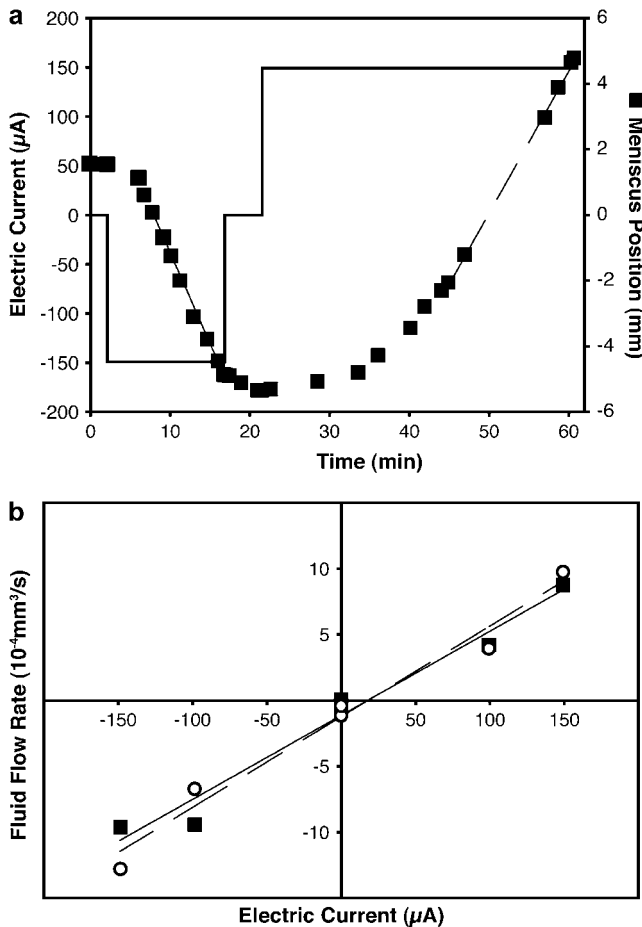 a
200
150
100
50
0
-50
-100
-150
-200
Electric Current (µA)
6
4
2
0
-2
-4
-6
Meniscus Position (mm)
0 10 20 30 40 50 60
Time (min)
b
Fluid Flow Rate (10⁻⁴mm³/s)
10
5
-5
-10
-150 -100 -50 50 100 150
Electric Current (µA)